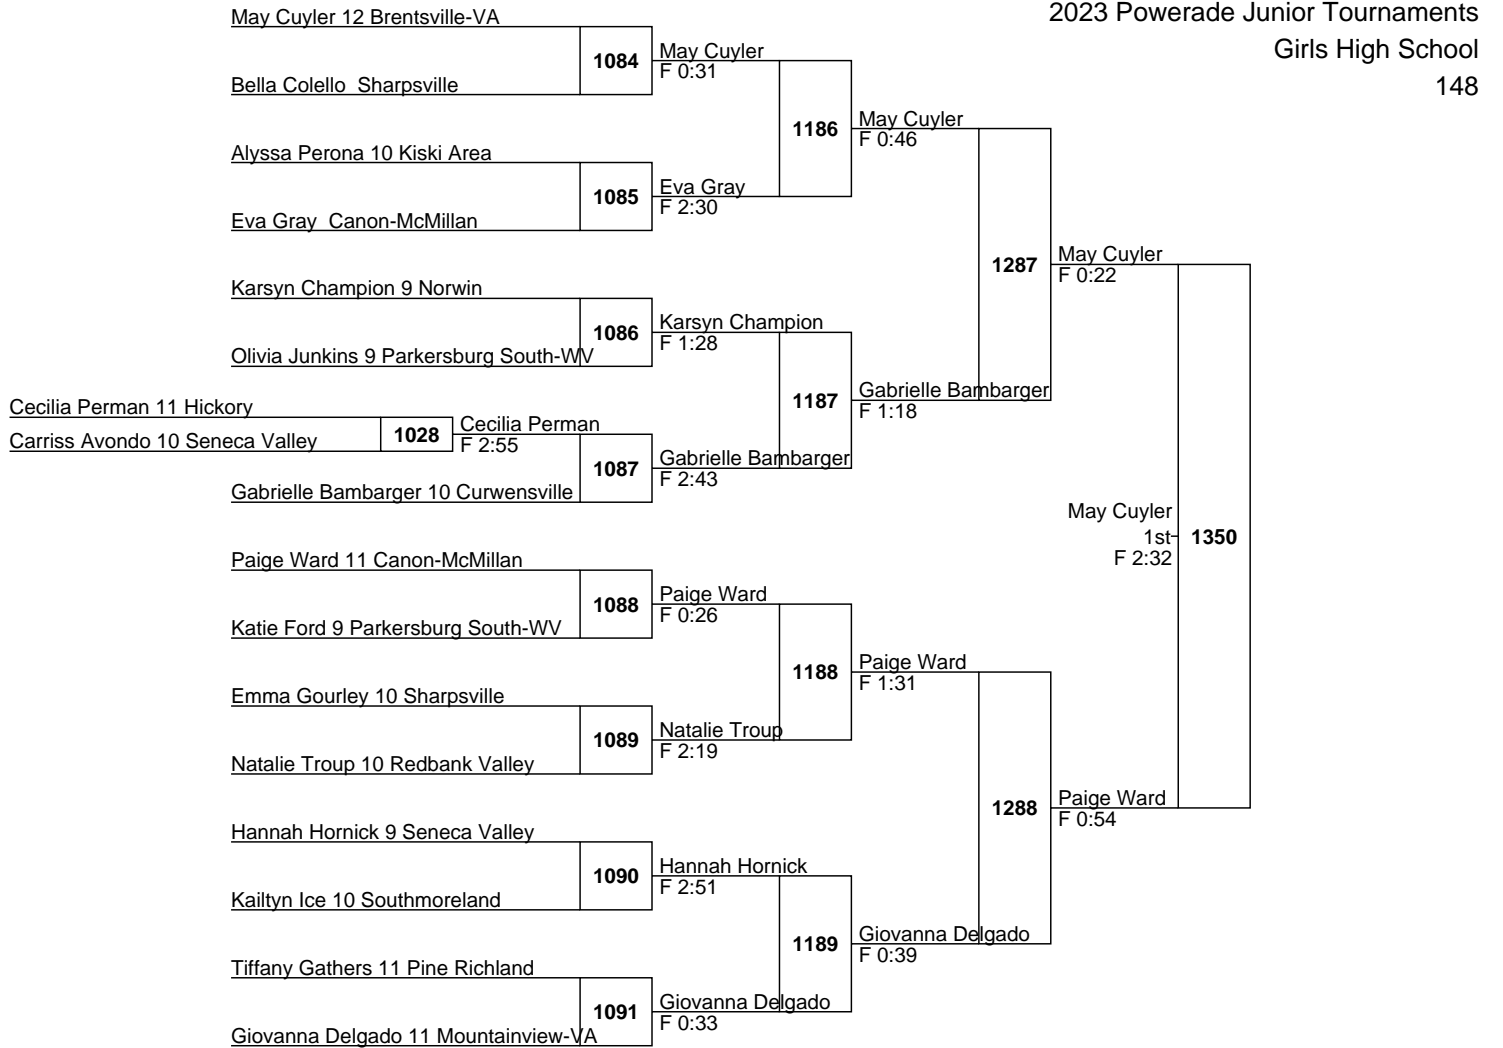 2023 Powerade Junior Tournaments
Girls High School
148
May Cuyler 12 Brentsville-VA
1084
May Cuyler
F 0:31
Bella Colello  Sharpsville
1186
May Cuyler
F 0:46
Alyssa Perona 10 Kiski Area
1085
Eva Gray
F 2:30
Eva Gray  Canon-McMillan
1287
May Cuyler
F 0:22
Karsyn Champion 9 Norwin
1086
Karsyn Champion
F 1:28
Olivia Junkins 9 Parkersburg South-WV
1187
Gabrielle Bambarger
F 1:18
Cecilia Perman 11 Hickory
Carriss Avondo 10 Seneca Valley
1028
Cecilia Perman
F 2:55
1087
Gabrielle Bambarger
F 2:43
Gabrielle Bambarger 10 Curwensville
May Cuyler
1st
F 2:32
1350
Paige Ward 11 Canon-McMillan
1088
Paige Ward
F 0:26
Katie Ford 9 Parkersburg South-WV
1188
Paige Ward
F 1:31
Emma Gourley 10 Sharpsville
1089
Natalie Troup
F 2:19
Natalie Troup 10 Redbank Valley
1288
Paige Ward
F 0:54
Hannah Hornick 9 Seneca Valley
1090
Hannah Hornick
F 2:51
Kailtyn Ice 10 Southmoreland
1189
Giovanna Delgado
F 0:39
Tiffany Gathers 11 Pine Richland
1091
Giovanna Delgado
F 0:33
Giovanna Delgado 11 Mountainview-VA